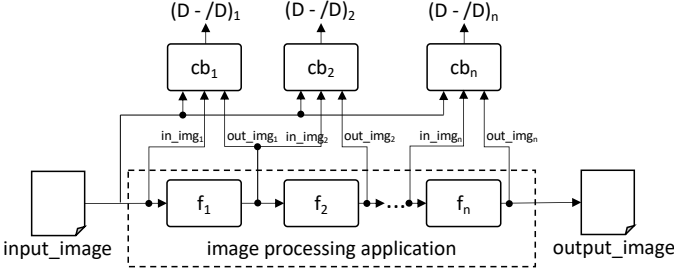 (D - /D)₁ (D - /D)₂ (D - /D)ₙ
cb₁ cb₂ cbₙ
in_img₁ out_img₁ in_img₂ out_img₂ in_imgₙ out_imgₙ
f₁ f₂ ... fₙ
input_image image processing application output_image